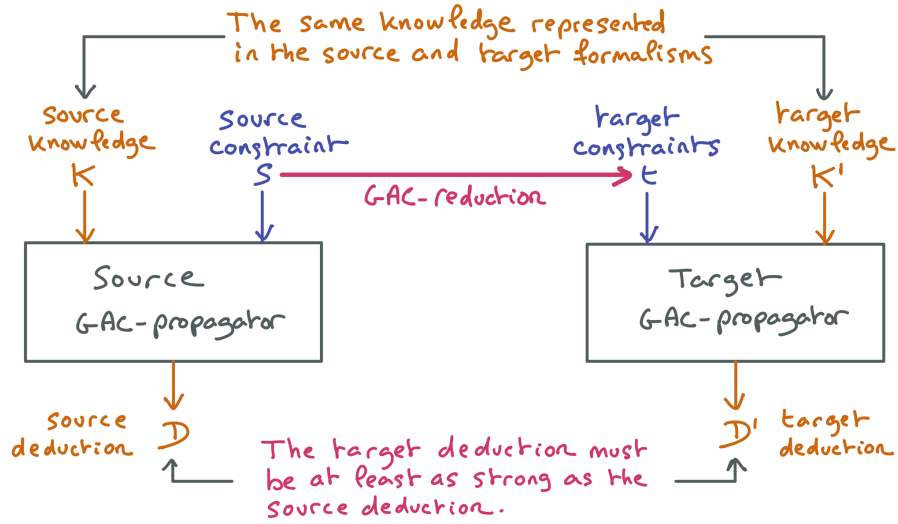 The same knowledge represented
in the source and target formalisms
source
knowledge
K
source
constraint
S
target
constraints
t
target
knowledge
K'
GAC-reduction
Source
GAC-propagator
Target
GAC-propagator
source
deduction
D
D'
target
deduction
The target deduction must
be at least as strong as the
source deduction.